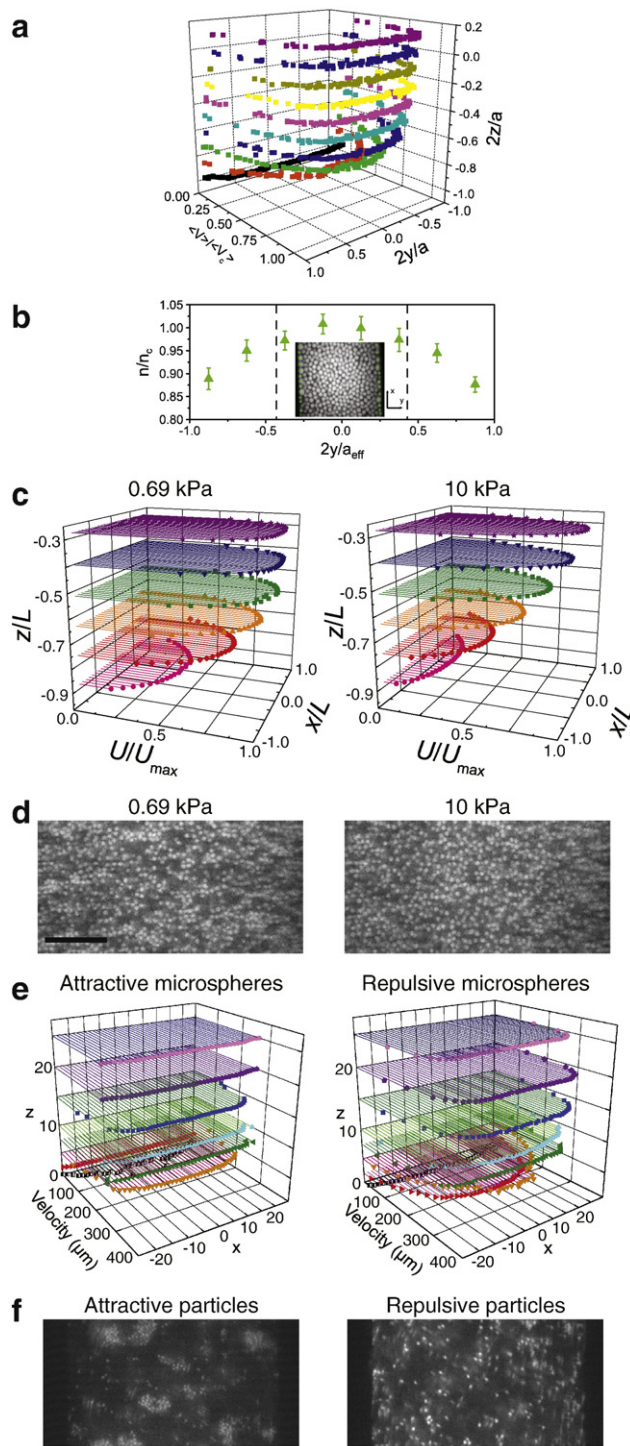 a
0.2
0.0
-0.2
-0.4
-0.6
-0.8
-1.0
2z/a
0.00
0.25
0.50
0.75
1.00
<V>/<Vc>
1.0
0.5
0.0
-0.5
-1.0
2y/a
b
1.05
1.00
0.95
0.90
0.85
0.80
n/nc
x
y
-1.0 -0.5 0.0 0.5 1.0
2y/aeff
c
0.69 kPa 10 kPa
-0.3
-0.5
-0.7
-0.9
z/L
0.0
0.5
1.0
U/Umax
-1.0
0.0
1.0
x/L
-0.3
-0.5
-0.7
-0.9
z/L
0.0
0.5
1.0
U/Umax
-1.0
0.0
1.0
x/L
d
0.69 kPa 10 kPa
e
Attractive microspheres Repulsive microspheres
20
z
10
0
100
200
300
400
Velocity (μm)
-20
-10
0
10
20
x
20
z
10
0
100
200
300
400
Velocity (μm)
-20
-10
0
10
20
x
f
Attractive particles Repulsive particles